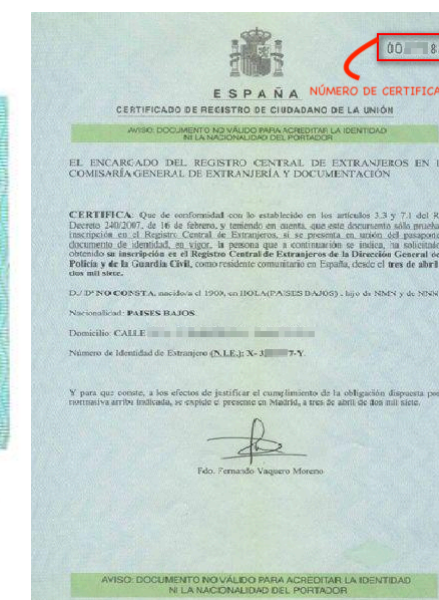 00 8
NÚMERO DE CERTIFICA
ESPAÑA
CERTIFICADO DE REGISTRO DE CIUDADANO DE LA UNIÓN
AVISO: DOCUMENTO NO VÁLIDO PARA ACREDITAR LA IDENTIDAD
NI LA NACIONALIDAD DEL PORTADOR
EL ENCARGADO DEL REGISTRO CENTRAL DE EXTRANJEROS EN
COMISARÍA GENERAL DE EXTRANJERÍA Y DOCUMENTACIÓN
CERTIFICA: Que de conformidad con lo establecido en los artículos 3.3 y 7.1 del R
Decreto 240/2007, de 16 de febrero, y teniendo en cuenta, que este documento sólo prueba
inscripción en el Registro Central de Extranjeros, si se presenta en unión del pasaporte
documento de identidad, en vigor, la persona que a continuación se indica, ha solicitado
obtenido su inscripción en el Registro Central de Extranjeros de la Dirección General de
Policía y de la Guardia Civil, como residente comunitario en España, desde el tres de abril
dos mil siete.
D./ Dª NO CONSTA, nacido/a el 1909, en HOLA(PAISES BAJOS), hijo de NMN y de NNN
Nacionalidad: PAISES BAJOS
Domicilio: CALLE
Número de Identidad de Extranjero (N.I.E.): X-3 7-Y.
Y para que conste, a los efectos de justificar el cumplimiento de la obligación dispuesta por
normativa arriba indicada, se expide el presente en Madrid, a tres de abril de dos mil siete.
Fdo. Fernando Vaquero Moreno
AVISO: DOCUMENTO NO VÁLIDO PARA ACREDITAR LA IDENTIDAD
NI LA NACIONALIDAD DEL PORTADOR